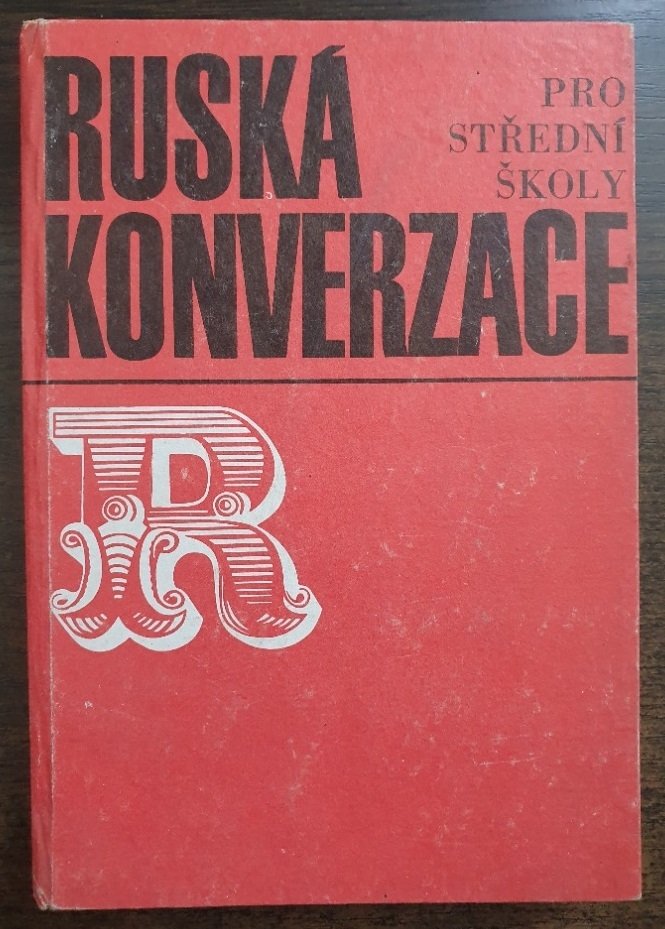 RUSKÁ
PRO
STŘEDNÍ
ŠKOLY
KONVERZACE
R